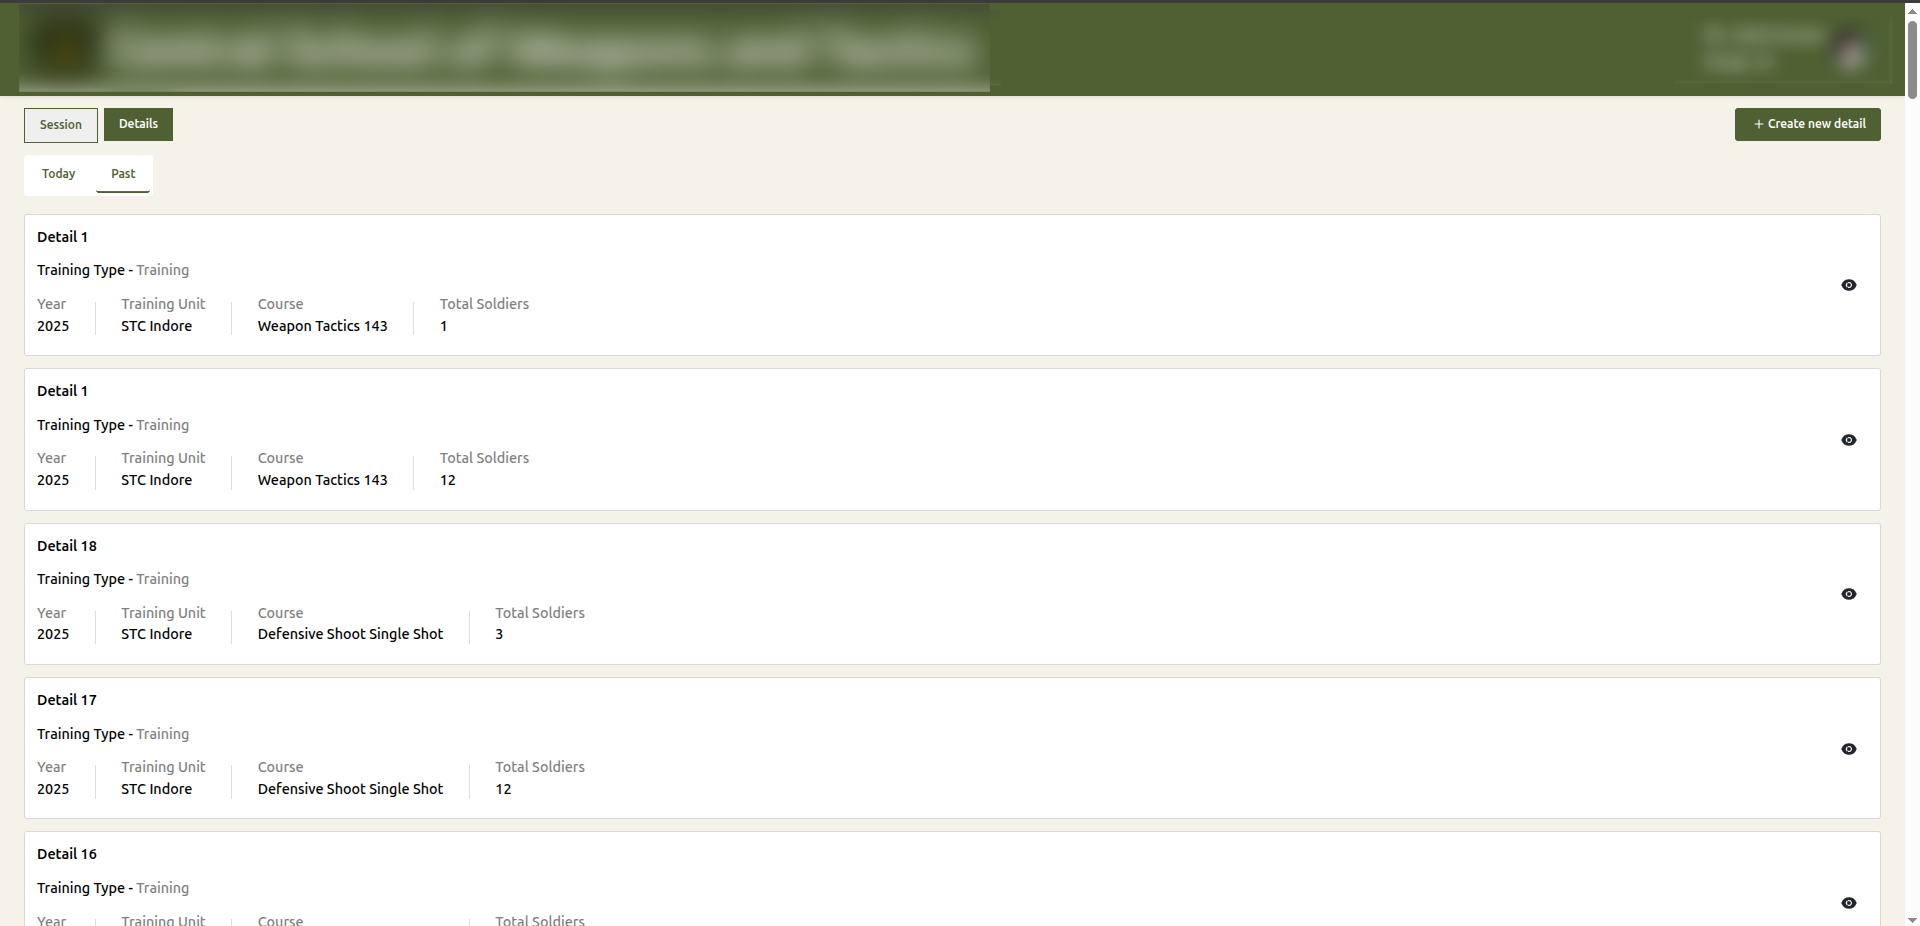 Session
Details
+ Create new detail
Today
Past
Detail 1
Training Type - Training
Year
Training Unit
Course
Total Soldiers
2025
STC Indore
Weapon Tactics 143
1
Detail 1
Training Type - Training
Year
Training Unit
Course
Total Soldiers
2025
STC Indore
Weapon Tactics 143
12
Detail 18
Training Type - Training
Year
Training Unit
Course
Total Soldiers
2025
STC Indore
Defensive Shoot Single Shot
3
Detail 17
Training Type - Training
Year
Training Unit
Course
Total Soldiers
2025
STC Indore
Defensive Shoot Single Shot
12
Detail 16
Training Type - Training
Year
Training Unit
Course
Total Soldiers